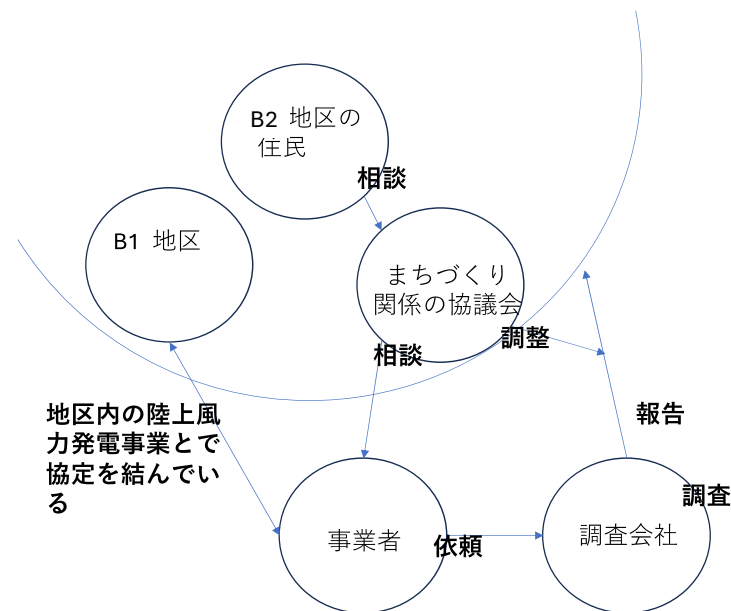 B2 地区の
住民
相談
B1 地区
まちづくり
関係の協議会
調整
相談
地区内の陸上風
力発電事業とで
協定を結んでい
る
報告
調査
事業者
依頼
調査会社